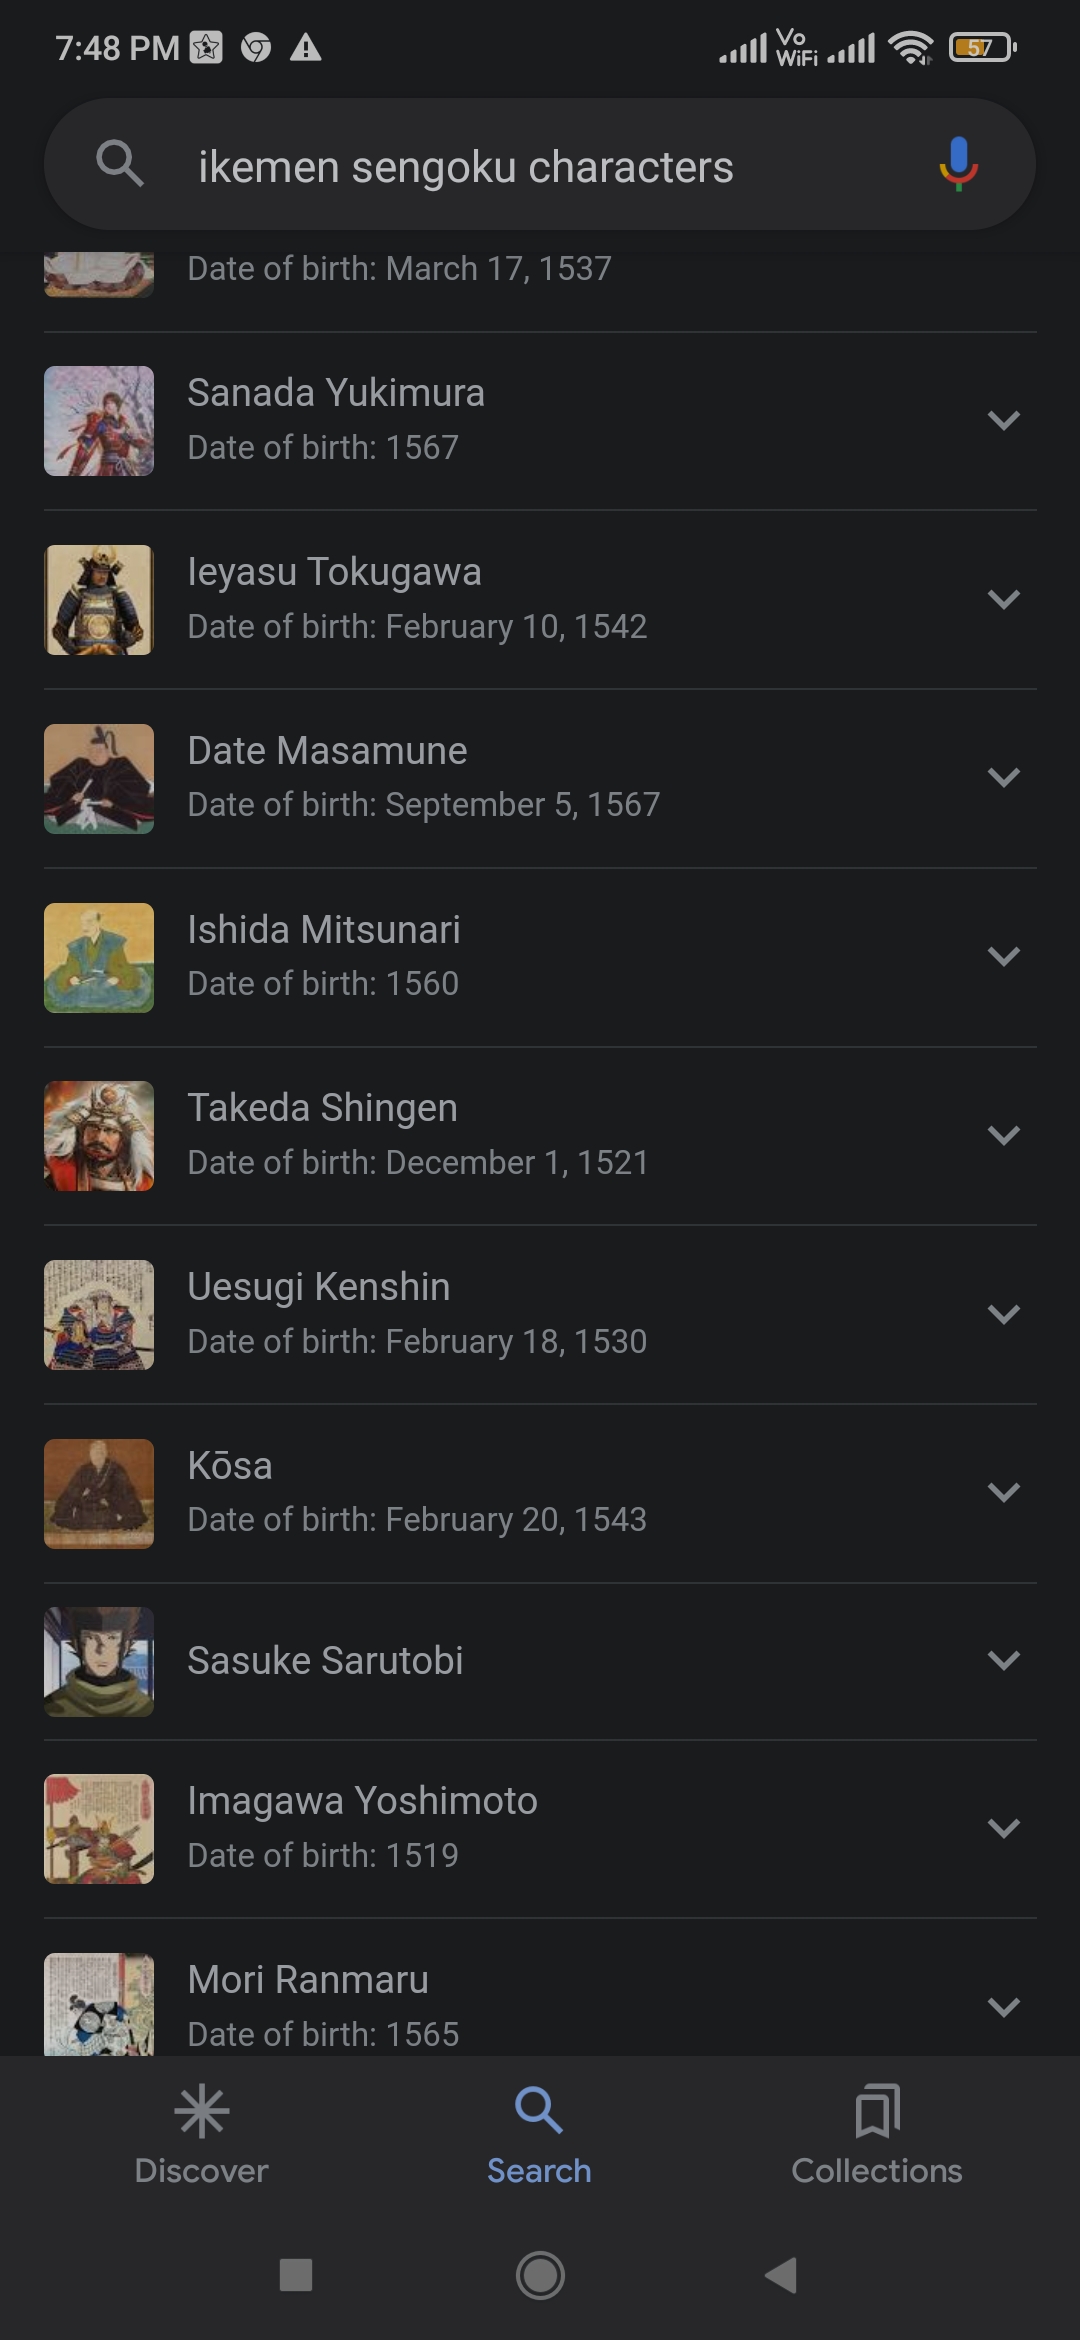 7:48 PM
Vo
WiFi
57
ikemen sengoku characters
Date of birth: March 17, 1537
Sanada Yukimura
Date of birth: 1567
Ieyasu Tokugawa
Date of birth: February 10, 1542
Date Masamune
Date of birth: September 5, 1567
Ishida Mitsunari
Date of birth: 1560
Takeda Shingen
Date of birth: December 1, 1521
Uesugi Kenshin
Date of birth: February 18, 1530
Kōsa
Date of birth: February 20, 1543
Sasuke Sarutobi
Imagawa Yoshimoto
Date of birth: 1519
Mori Ranmaru
Date of birth: 1565
Discover
Search
Collections